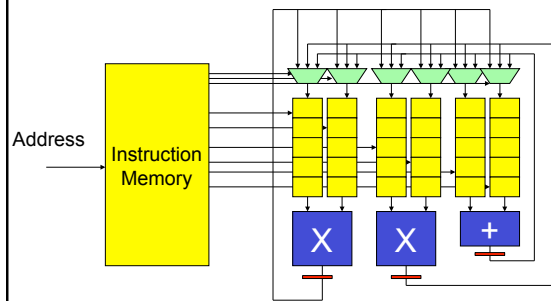 Address
Instruction
Memory
X
X
+